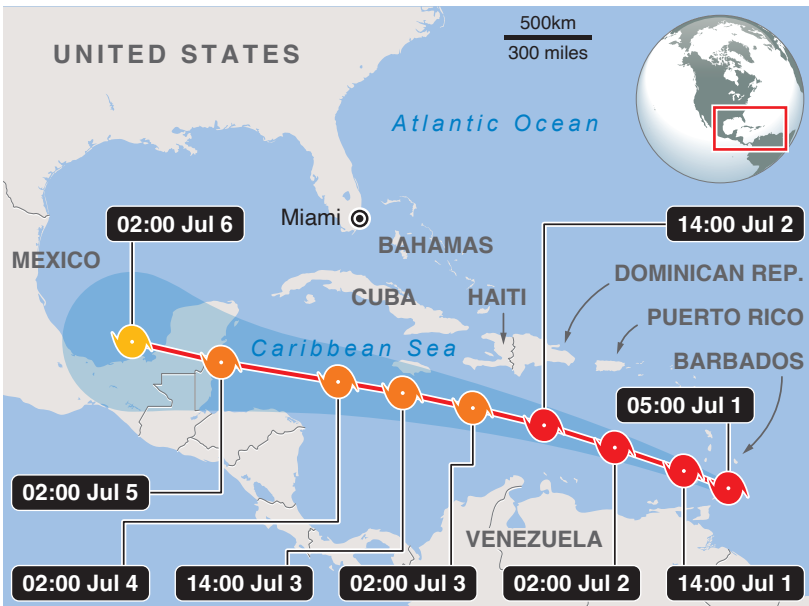 500km
300 miles
UNITED STATES
Atlantic Ocean
Miami
02:00 Jul 6
14:00 Jul 2
MEXICO
BAHAMAS
DOMINICAN REP.
CUBA
HAITI
PUERTO RICO
Caribbean Sea
BARBADOS
05:00 Jul 1
02:00 Jul 5
VENEZUELA
02:00 Jul 4
14:00 Jul 3
02:00 Jul 3
02:00 Jul 2
14:00 Jul 1